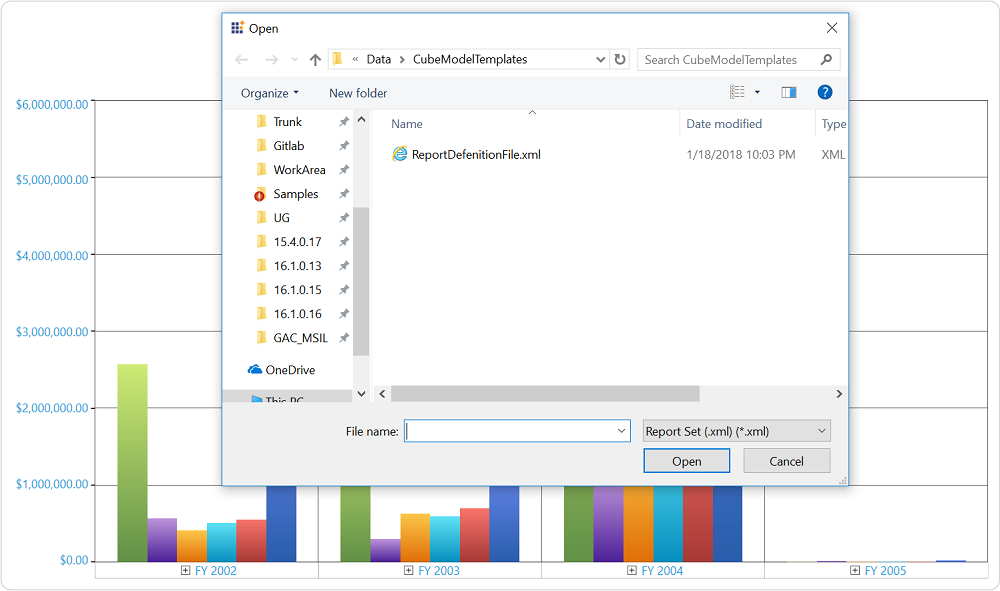 Open
« Data > CubeModelTemplates
Search CubeModelTemplates
Organize
New folder
Trunk
Gitlab
WorkArea
Samples
UG
15.4.0.17
16.1.0.13
16.1.0.15
16.1.0.16
GAC_MSIL
OneDrive
This PC
Name
Date modified
Type
ReportDefenitionFile.xml
1/18/2018 10:03 PM
XML
File name:
Report Set (.xml) (*.xml)
Open
Cancel
$6,000,000.00
$5,000,000.00
$4,000,000.00
$3,000,000.00
$2,000,000.00
$1,000,000.00
$0.00
FY 2002
FY 2003
FY 2004
FY 2005